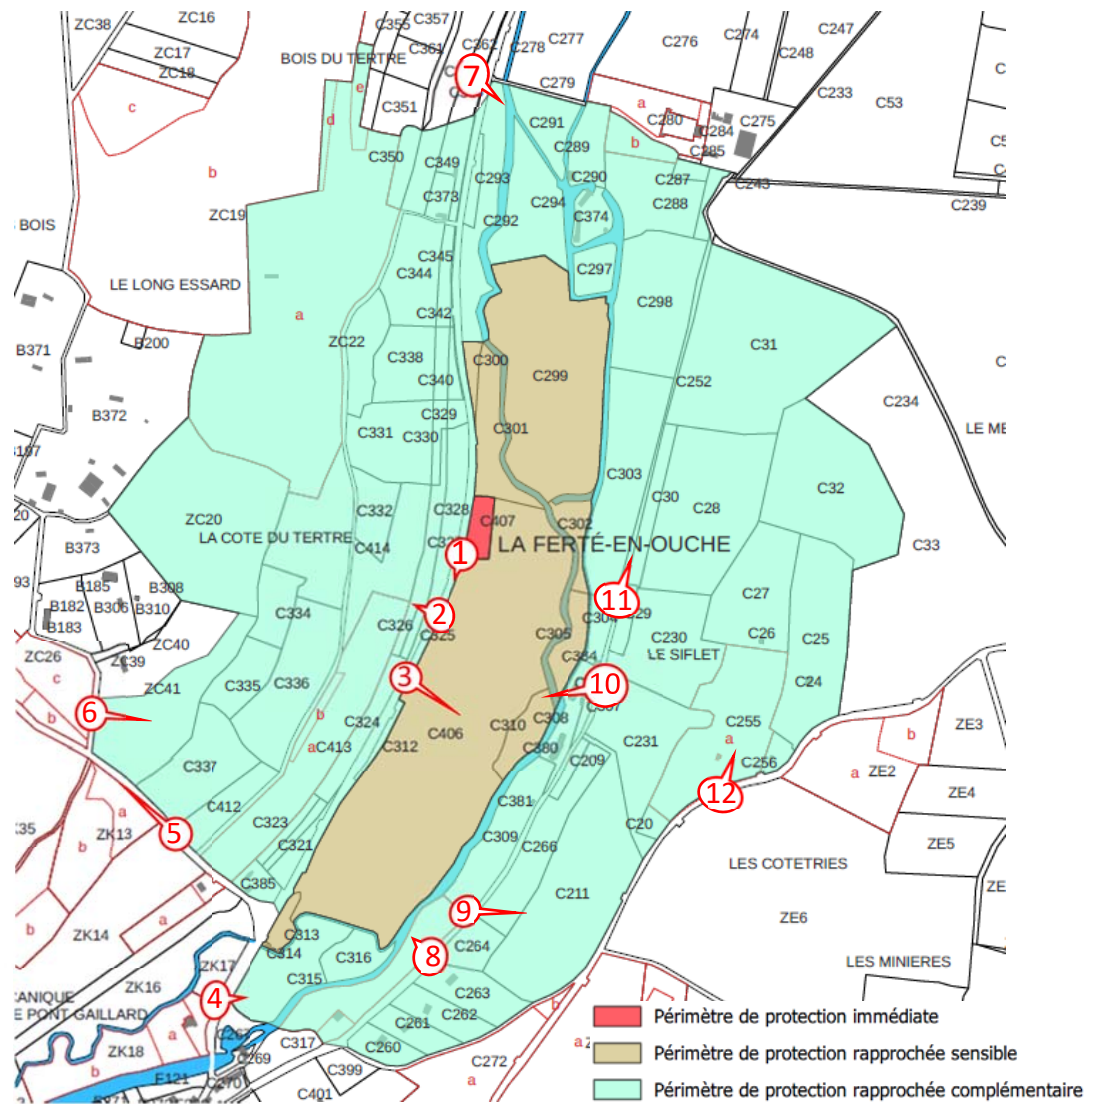 ZC38
ZC16
C355
C357
C361
C362
C278
C277
C276
C274
C247
C248
ZC17
ZC18
BOIS DU TERTRE
7
C279
C233
C53
c
e
C351
a
C280
C284
C275
C285
d
b
C291
C289
b
C350
C349
C293
C290
C287
C243
C239
C373
C294
C288
ZC19
C292
C374
BOIS
C345
C344
C297
LE LONG ESSARD
C298
a
C342
C31
B371
B200
ZC22
C338
C300
C299
C340
C252
C234
B372
C329
C331
C330
C301
LE ME
C303
C30
C28
C32
ZC20
C332
C328
C407
C302
LA COTE DU TERTRE
C414
LA FERTÉ-EN-OUCHE
C33
B373
1
B185
B308
B182
B306
B310
B183
C334
2
11
C27
C326
C325
C304
C305
C230
C26
C25
LE SIFLET
ZC40
ZC26
ZC39
c
ZC41
C335
C336
3
C384
10
C24
6
b
b
C324
C406
C310
C308
C255
a
ZE3
b
a
C413
C312
C380
C231
C256
a
ZE2
C337
C209
12
ZE4
C412
C381
a
ZK13
5
C323
C309
C20
ZE5
b
C321
C266
LES COTETRIES
C385
C211
ZE6
b
ZK14
a
9
C313
C314
C316
8
C264
LES MINIERES
ZK17
C315
ZK16
4
C263
PONT GAILLARD
a
C262
C261
b
Périmètre de protection immédiate
ZK18
C317
C260
C269
C272
a
Périmètre de protection rapprochée sensible
b
C399
a
C270
C401
Périmètre de protection rapprochée complémentaire